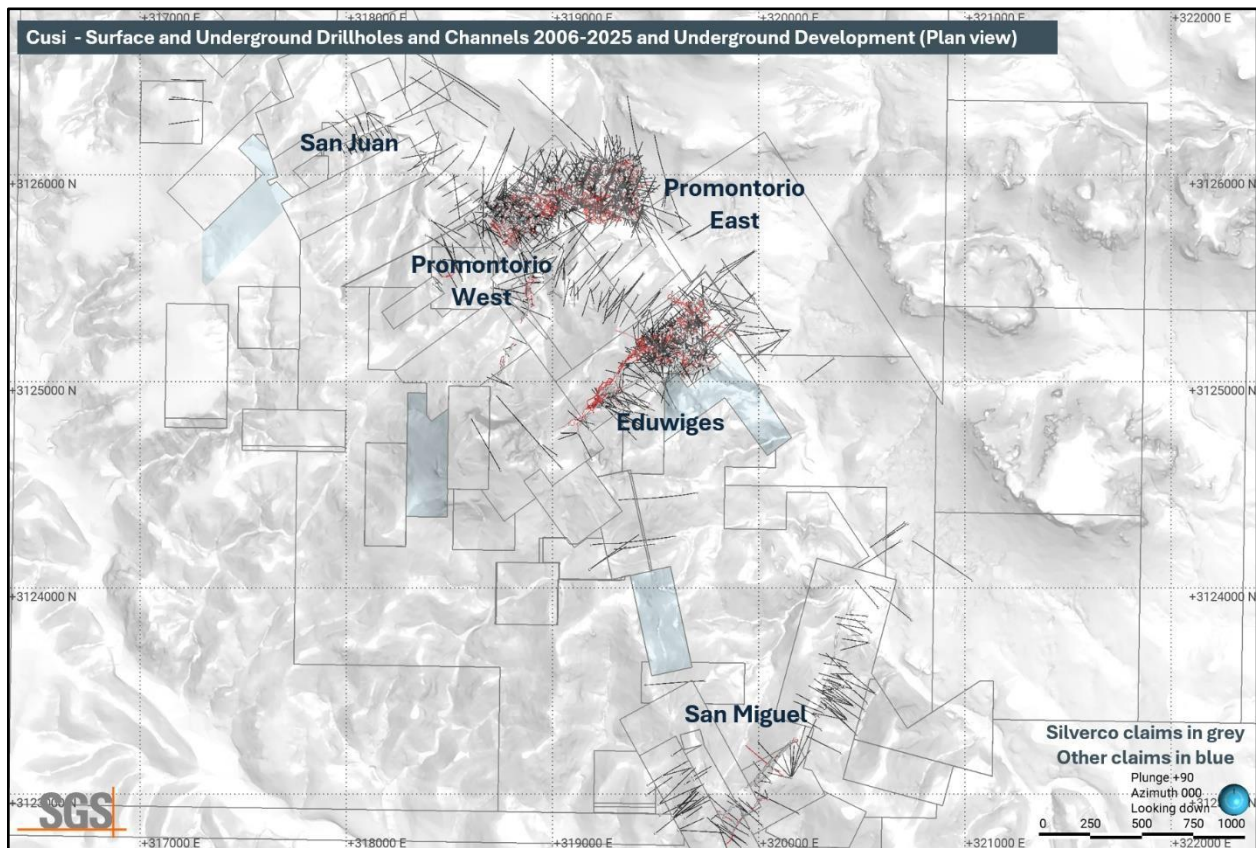 +317000 E
+318000 E
+319000 E
+320000 E
+321000 E
+322000 E
Cusi - Surface and Underground Drillholes and Channels 2006-2025 and Underground Development (Plan view)
San Juan
+3126000 N
+3126000 N
Promontorio
East
Promontorio
West
+3125000 N
+3125000 N
Eduwiges
+3124000 N
+3124000 N
San Miguel
Silverco claims in grey
Other claims in blue
Plunge +90
Azimuth 000
Looking down
0 250 500 750 1000
SGS
+317000 E
+318000 E
+319000 E
+320000 E
+321000 E
+322000 E